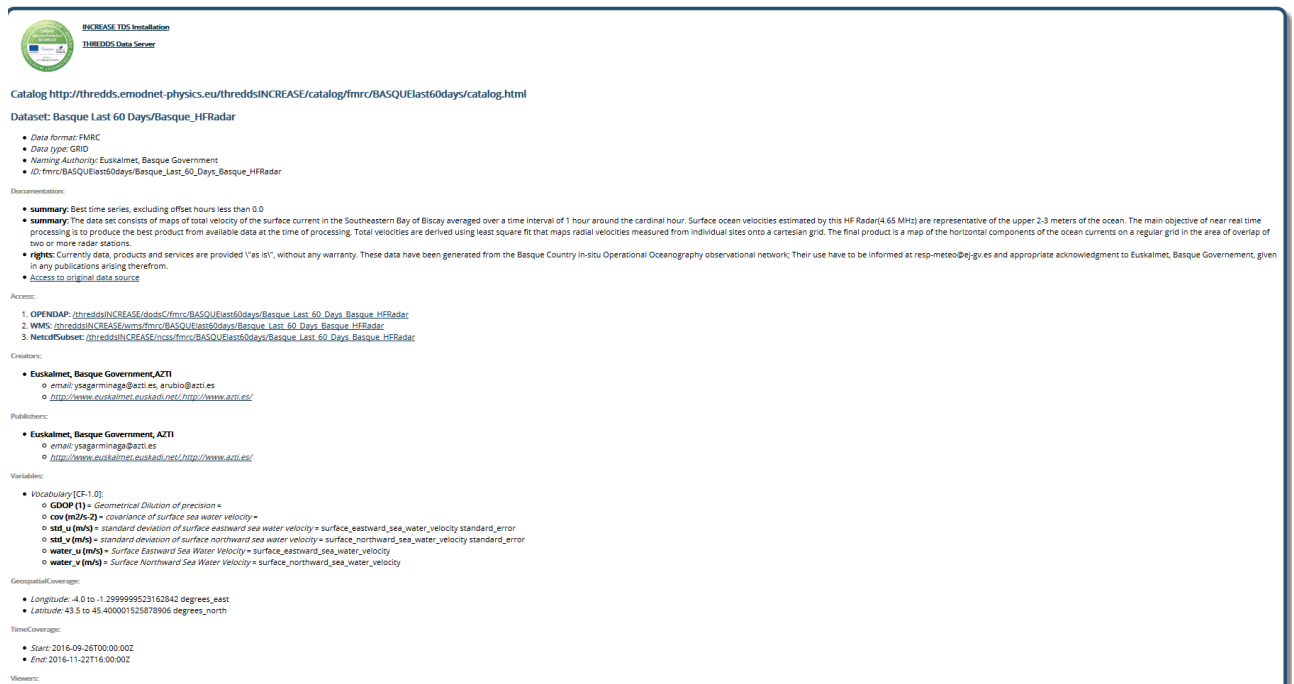 INCREASE TDS Installation
THREDDS Data Server
Catalog http://thredds.emodnet-physics.eu/threddsINCREASE/catalog/fmrc/BASQUElast60days/catalog.html
Dataset: Basque Last 60 Days/Basque_HFRadar
Data format: FMRC
Data type: GRID
Naming Authority: Euskalmet, Basque Government
ID: fmrc/BASQUElast60days/Basque_Last_60_Days_Basque_HFRadar
Documentation:
summary: Best time series, excluding offset hours less than 0.0
summary: The data set consists of maps of total velocity of the surface current in the Southeastern Bay of Biscay averaged over a time interval of 1 hour around the cardinal hour. Surface ocean velocities estimated by this HF Radar(4.65 MHz) are representative of the upper 2-3 meters of the ocean. The main objective of near real time
processing is to produce the best product from available data at the time of processing. Total velocities are derived using least square fit that maps radial velocities measured from individual sites onto a cartesian grid. The final product is a map of the horizontal components of the ocean currents on a regular grid in the area of overlap of
two or more radar stations.
rights: Currently data, products and services are provided \"as is\", without any warranty. These data have been generated from the Basque Country in-situ Operational Oceanography observational network; Their use have to be informed at resp-meteo@ej-gv.es and appropriate acknowledgment to Euskalmet, Basque Governement, given
in any publications arising therefrom.
Access to original data source
Access:
1. OPENDAP: /threddsINCREASE/dodsC/fmrc/BASQUElast60days/Basque_Last_60_Days_Basque_HFRadar
2. WMS: /threddsINCREASE/wms/fmrc/BASQUElast60days/Basque_Last_60_Days_Basque_HFRadar
3. NetcdfSubset: /threddsINCREASE/ncss/fmrc/BASQUElast60days/Basque_Last_60_Days_Basque_HFRadar
Creators:
Euskalmet, Basque Government,AZTI
email: ysagarminaga@azti.es, arubio@azti.es
http://www.euskalmet.euskadi.net/,http://www.azti.es/
Publishers:
Euskalmet, Basque Government, AZTI
email: ysagarminaga@azti.es
http://www.euskalmet.euskadi.net/,http://www.azti.es/
Variables:
Vocabulary [CF-1.0]:
GDOP (1) = Geometrical Dilution of precision =
cov (m2/s-2) = covariance of surface sea water velocity =
std_u (m/s) = standard deviation of surface eastward sea water velocity = surface_eastward_sea_water_velocity standard_error
std_v (m/s) = standard deviation of surface northward sea water velocity = surface_northward_sea_water_velocity standard_error
water_u (m/s) = Surface Eastward Sea Water Velocity = surface_eastward_sea_water_velocity
water_v (m/s) = Surface Northward Sea Water Velocity = surface_northward_sea_water_velocity
GeospatialCoverage:
Longitude: -4.0 to -1.2999999523162842 degrees_east
Latitude: 43.5 to 45.400001525878906 degrees_north
TimeCoverage:
Start: 2016-09-26T00:00:00Z
End: 2016-11-22T16:00:00Z
Viewers: